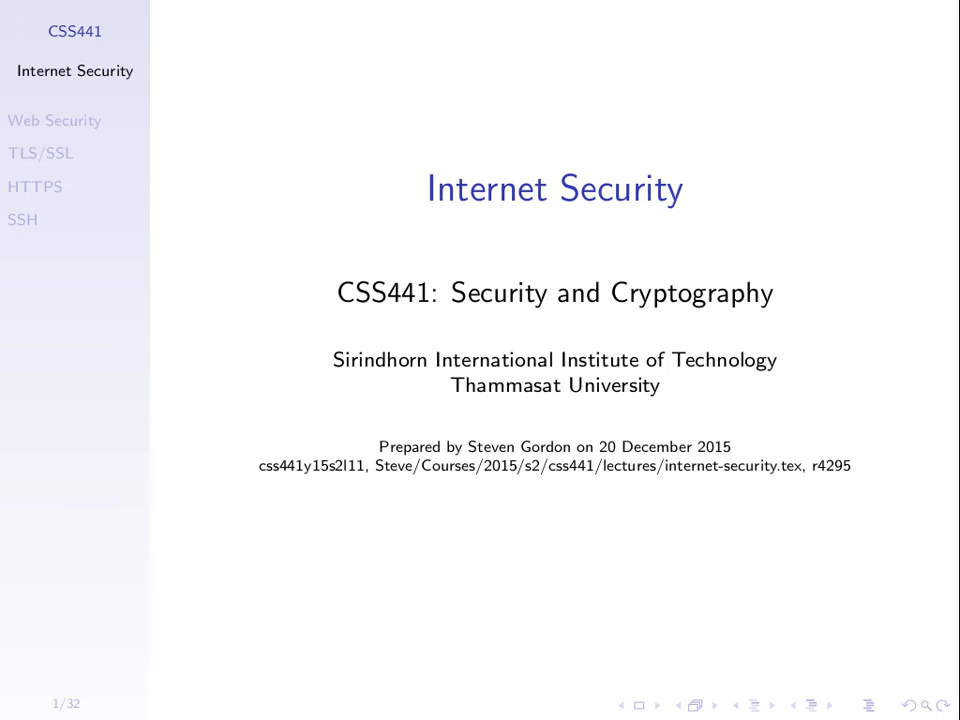 CSS441
Internet Security
Web Security
TLS/SSL
HTTPS
SSH
Internet Security
CSS441: Security and Cryptography
Sirindhorn International Institute of Technology
Thammasat University
Prepared by Steven Gordon on 20 December 2015
css441y15s2l11, Steve/Courses/2015/s2/css441/lectures/internet-security.tex, r4295
1/32